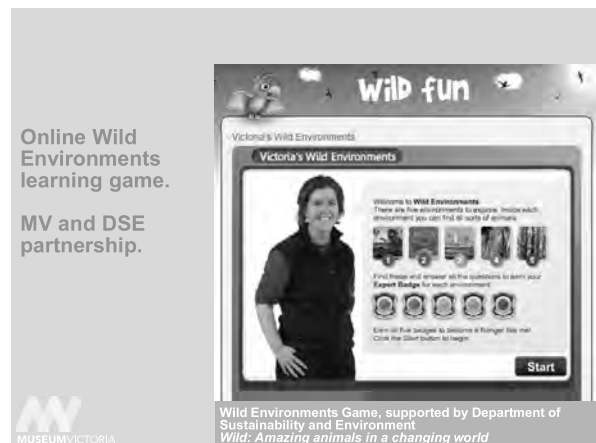 Online Wild
Environments
learning game.
MV and DSE
partnership.
WilD fun
Victoria's Wild Environments
Victoria's Wild Environments
Welcome to Wild Environments
There are five environments to explore. Inside each
environment you can find all sorts of animals.
1 2 3 4 5
Find these and answer all the questions to earn your
Expert Badge for each environment.
Earn all five badges to become a Ranger like me!
Click the Start button to begin.
Start
Wild Environments Game, supported by Department of
Sustainability and Environment
Wild: Amazing animals in a changing world
MUSEUMVICTORIA